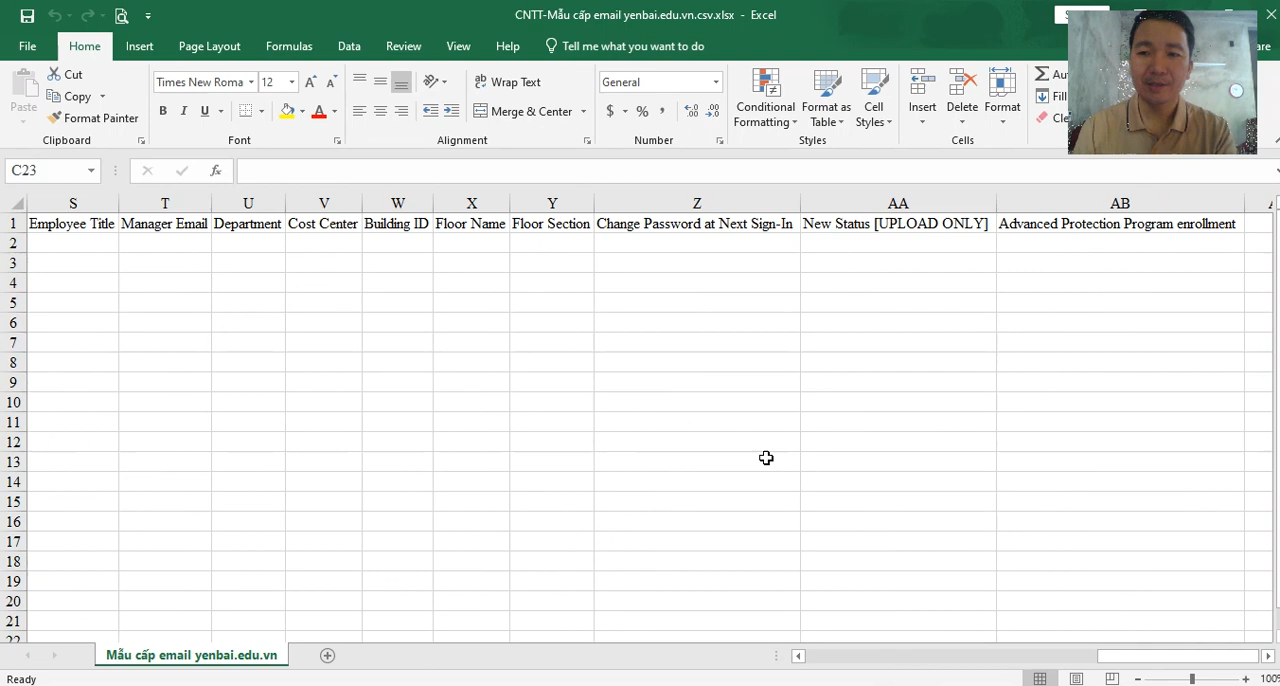 CNTT-Mẫu cấp email yenbai.edu.vn.csv.xlsx - Excel
File Home Insert Page Layout Formulas Data Review View Help Tell me what you want to do
Paste Cut Copy Format Painter Clipboard
Times New Roma 12 B I U A Font
Wrap Text Merge & Center Alignment
General $ % , Number
Conditional Formatting Format as Table Cell Styles Styles
Insert Delete Format Cells
Σ Fill
C23 fx
S T U V W X Y Z AA AB
1 Employee Title Manager Email Department Cost Center Building ID Floor Name Floor Section Change Password at Next Sign-In New Status [UPLOAD ONLY] Advanced Protection Program enrollment
2
3
4
5
6
7
8
9
10
11
12
13
14
15
16
17
18
19
20
21
22
Mẫu cấp email yenbai.edu.vn
Ready